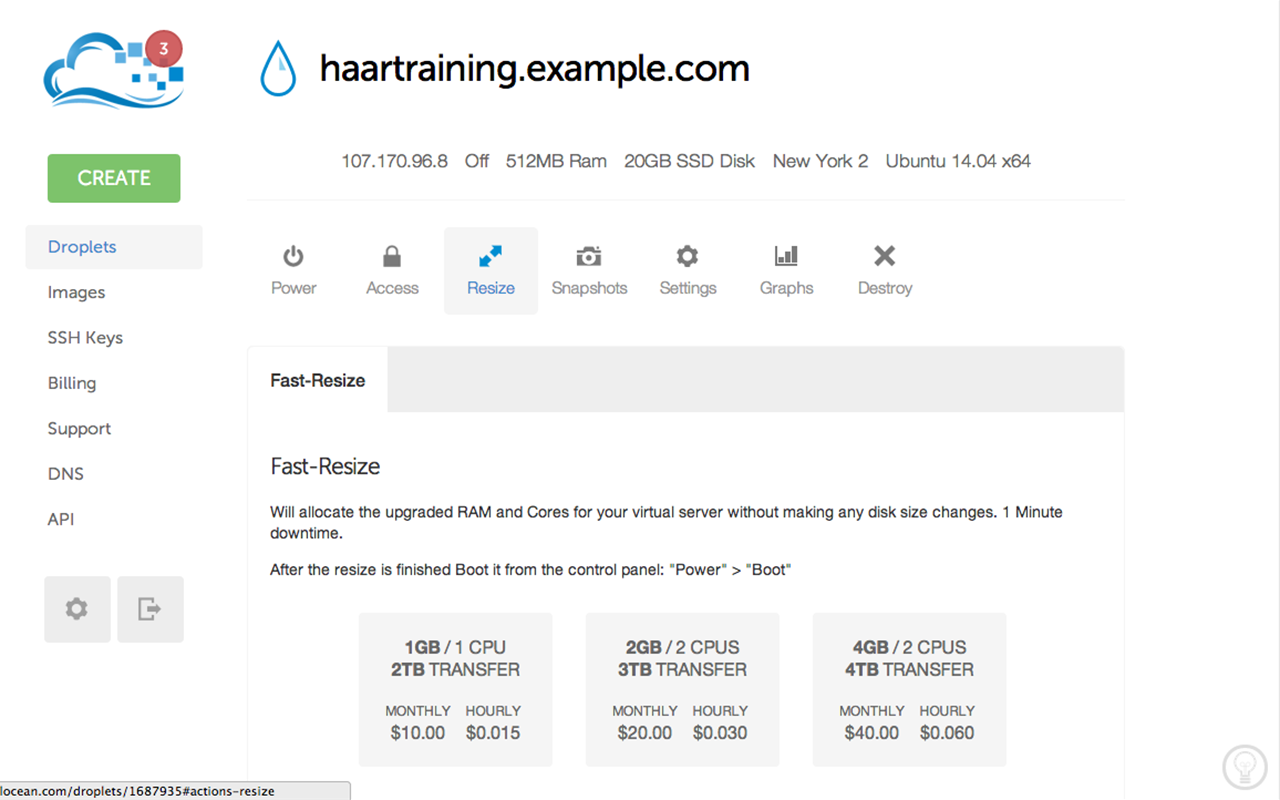 3
haartraining.example.com
107.170.96.8 Off 512MB Ram 20GB SSD Disk New York 2 Ubuntu 14.04 x64
CREATE
Droplets
Images
SSH Keys
Billing
Support
DNS
API
Power Access Resize Snapshots Settings Graphs Destroy
Fast-Resize
Fast-Resize
Will allocate the upgraded RAM and Cores for your virtual server without making any disk size changes. 1 Minute
downtime.
After the resize is finished Boot it from the control panel: "Power" > "Boot"
1GB / 1 CPU
2TB TRANSFER
MONTHLY HOURLY
$10.00 $0.015
2GB / 2 CPUS
3TB TRANSFER
MONTHLY HOURLY
$20.00 $0.030
4GB / 2 CPUS
4TB TRANSFER
MONTHLY HOURLY
$40.00 $0.060
locean.com/droplets/1687935#actions-resize